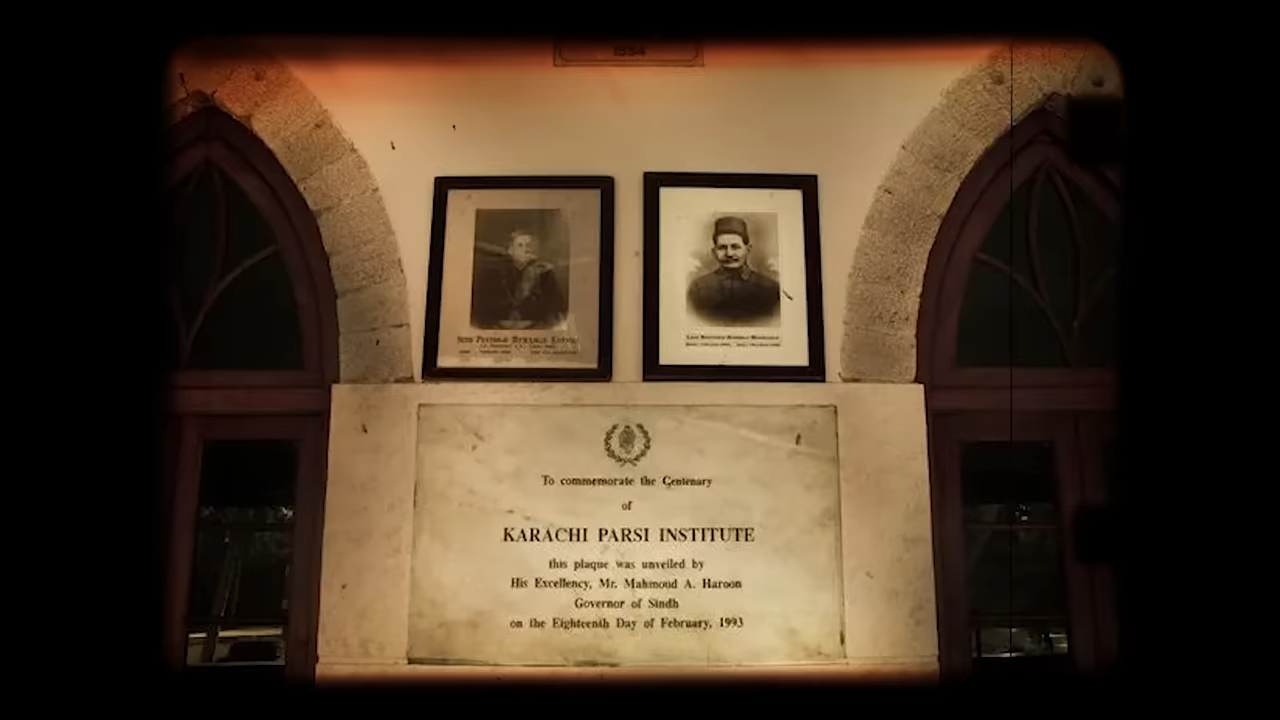 To commemorate the Centenary
of
KARACHI PARSI INSTITUTE
this plaque was unveiled by
His Excellency, Mr. Mahmoud A. Haroon
Governor of Sindh
on the Eighteenth Day of February, 1993